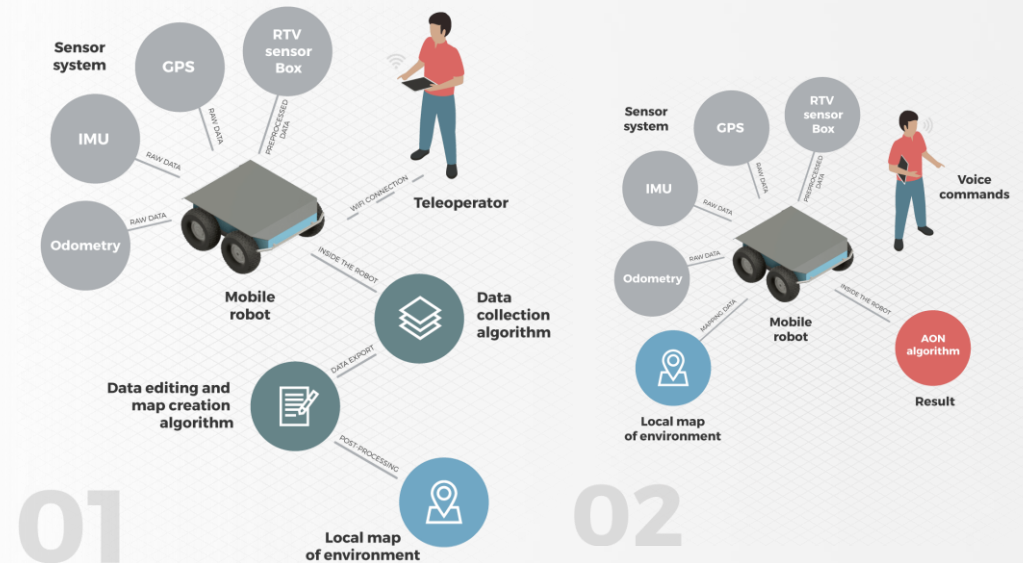 Sensor
system
GPS
RTV
sensor
Box
IMU
RAW DATA
RAW DATA
PREPROCESSED
DATA
Odometry
RAW DATA
WIFI CONNECTION
Teleoperator
INSIDE THE ROBOT
Mobile
robot
Data
collection
algorithm
DATA EXPORT
Data editing and
map creation
algorithm
POST-PROCESSING
Local map
of environment
01
Sensor
system
GPS
RTV
sensor
Box
IMU
RAW DATA
RAW DATA
PREPROCESSED
DATA
Voice
commands
Odometry
RAW DATA
MAPPING DATA
INSIDE THE ROBOT
Mobile
robot
AON
algorithm
Result
Local map
of environment
02